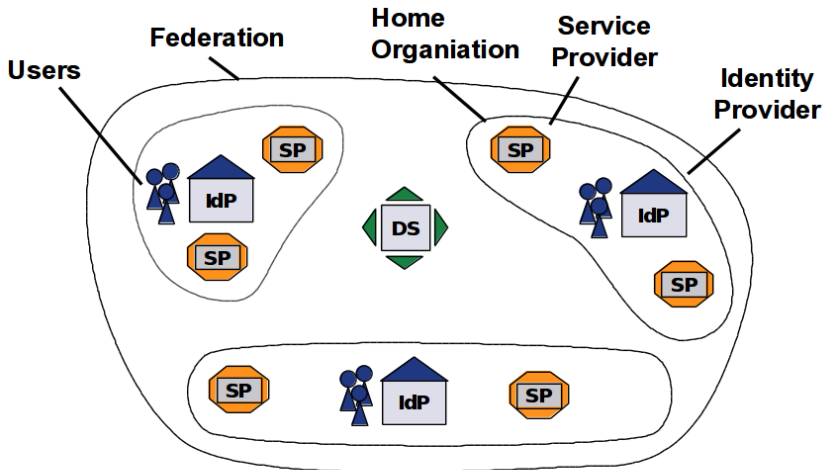 Home
Organiation
Service
Provider
Federation
Users
Identity
Provider
SP
SP
IdP
IdP
DS
SP
SP
SP
IdP
SP